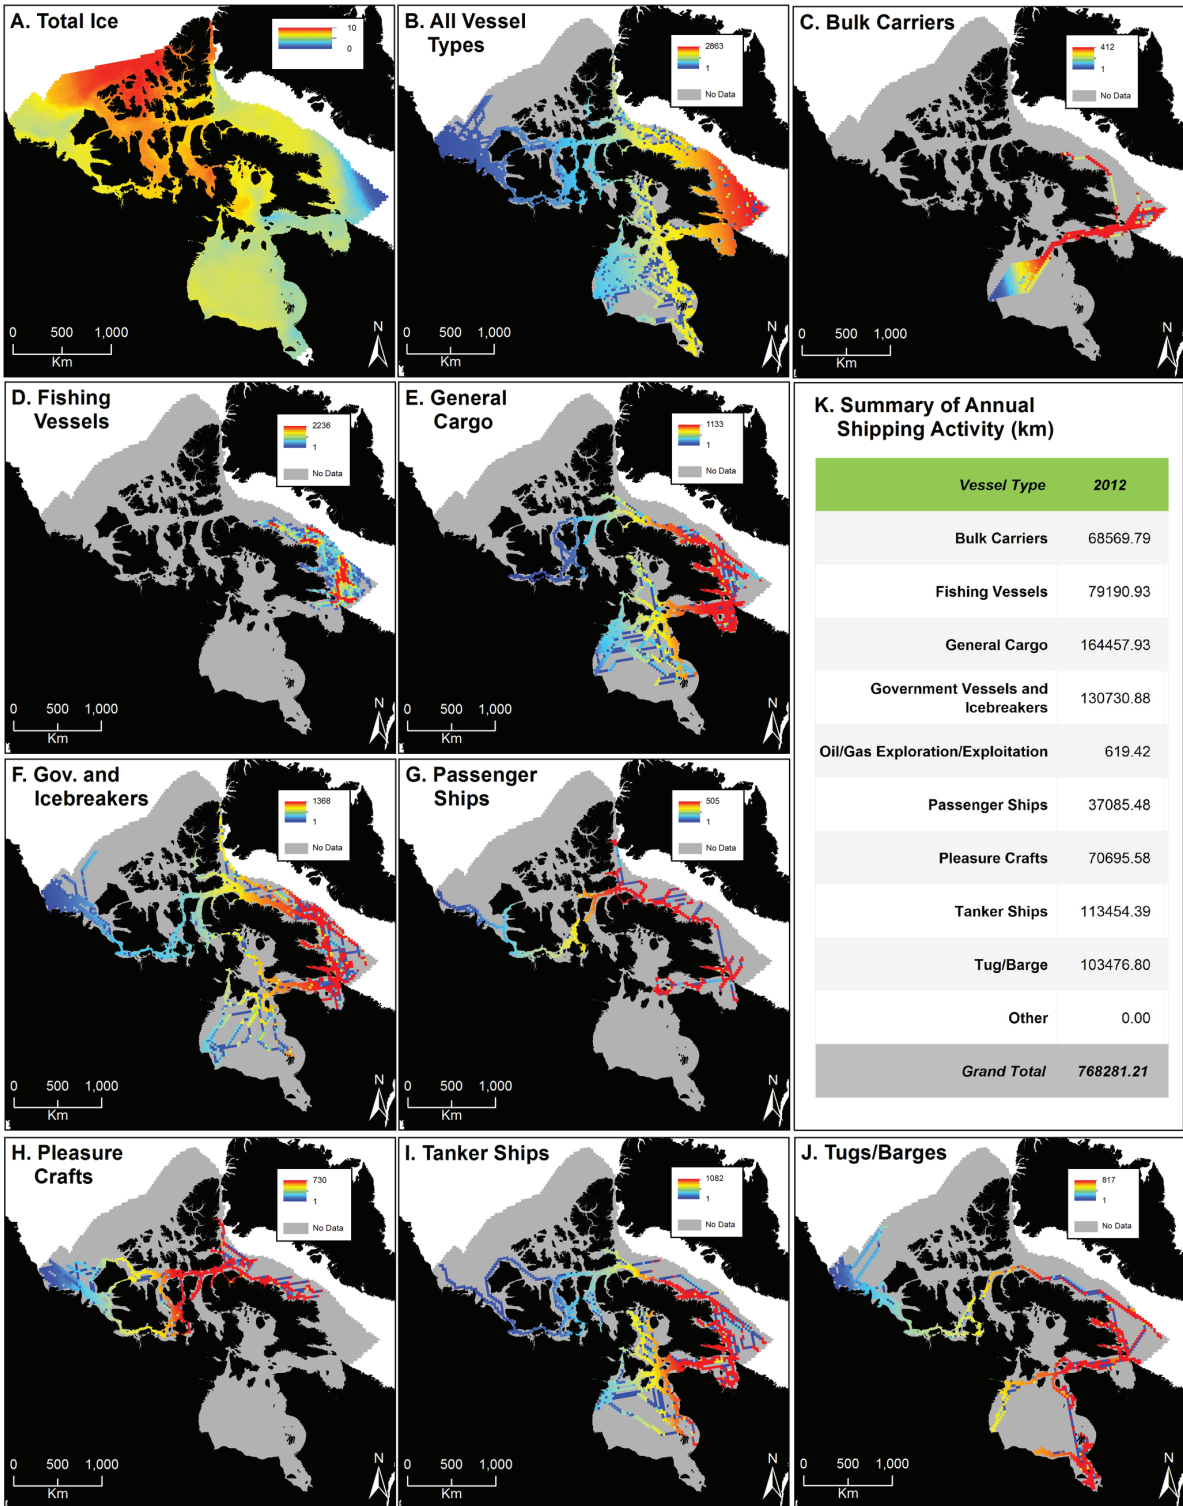 A. Total Ice
10
0
0 500 1,000
Km
N
B. All Vessel
Types
2863
1
No Data
0 500 1,000
Km
N
C. Bulk Carriers
412
1
No Data
0 500 1,000
Km
N
D. Fishing
Vessels
2236
1
No Data
0 500 1,000
Km
N
E. General
Cargo
1133
1
No Data
0 500 1,000
Km
N
K. Summary of Annual
Shipping Activity (km)
Vessel Type 2012
Bulk Carriers 68569.79
Fishing Vessels 79190.93
General Cargo 164457.93
Government Vessels and
Icebreakers 130730.88
Oil/Gas Exploration/Exploitation 619.42
Passenger Ships 37085.48
Pleasure Crafts 70695.58
Tanker Ships 113454.39
Tug/Barge 103476.80
Other 0.00
Grand Total 768281.21
F. Gov. and
Icebreakers
1368
1
No Data
0 500 1,000
Km
N
G. Passenger
Ships
505
1
No Data
0 500 1,000
Km
N
H. Pleasure
Crafts
730
1
No Data
0 500 1,000
Km
N
I. Tanker Ships
1082
1
No Data
0 500 1,000
Km
N
J. Tugs/Barges
817
1
No Data
0 500 1,000
Km
N